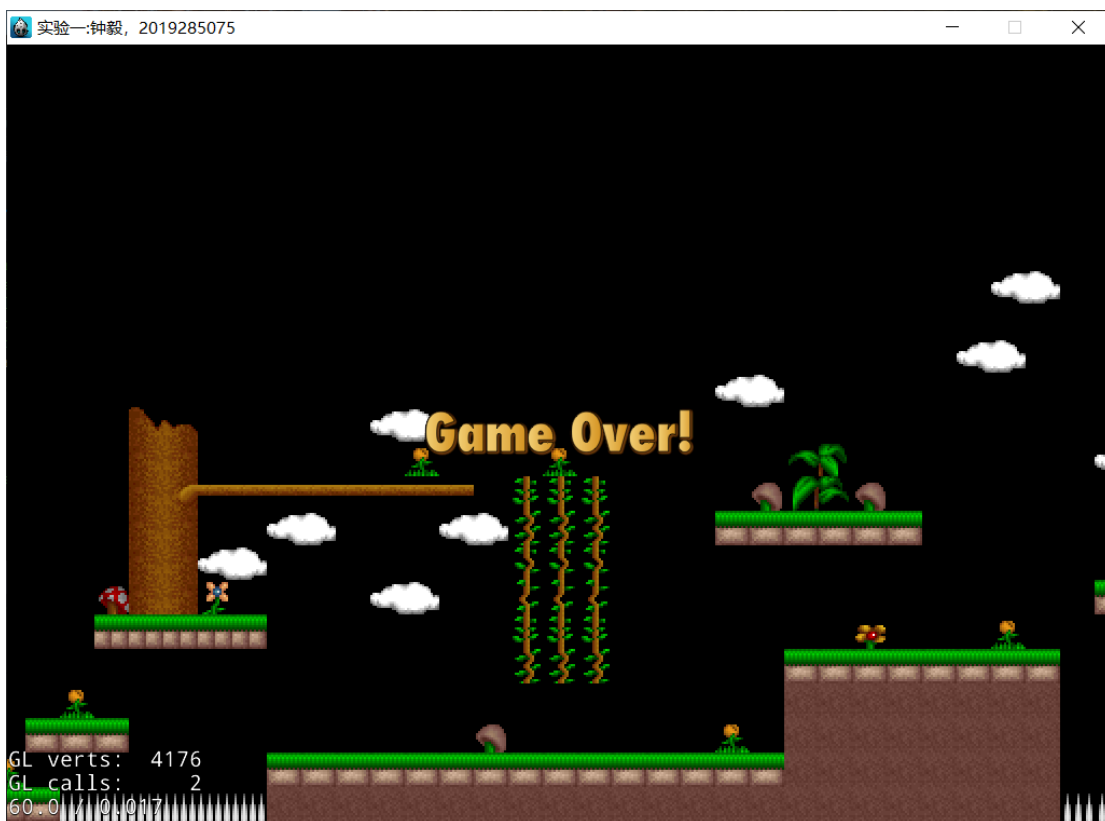 实验一:钟毅，2019285075
Game Over!
GL verts: 4176
GL calls: 2
60.0 / 0.017